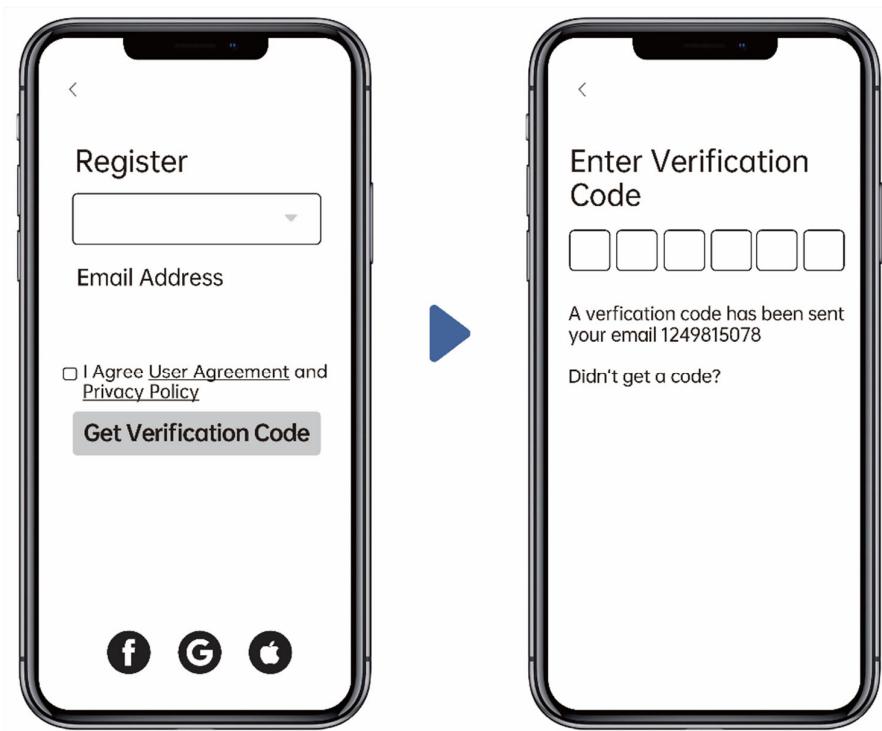 Register
Email Address
I Agree User Agreement and
Privacy Policy
Get Verification Code
Enter Verification
Code
A verfication code has been sent
your email 1249815078
Didn't get a code?